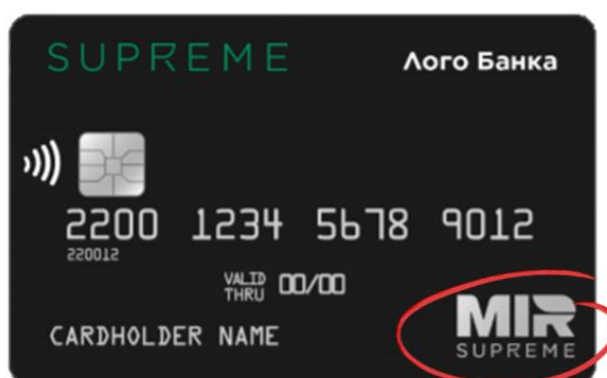 SUPREME
Лого Банка
2200 1234 5678 9012
220012
VALID THRU 00/00
CARDHOLDER NAME
MIR
SUPREME